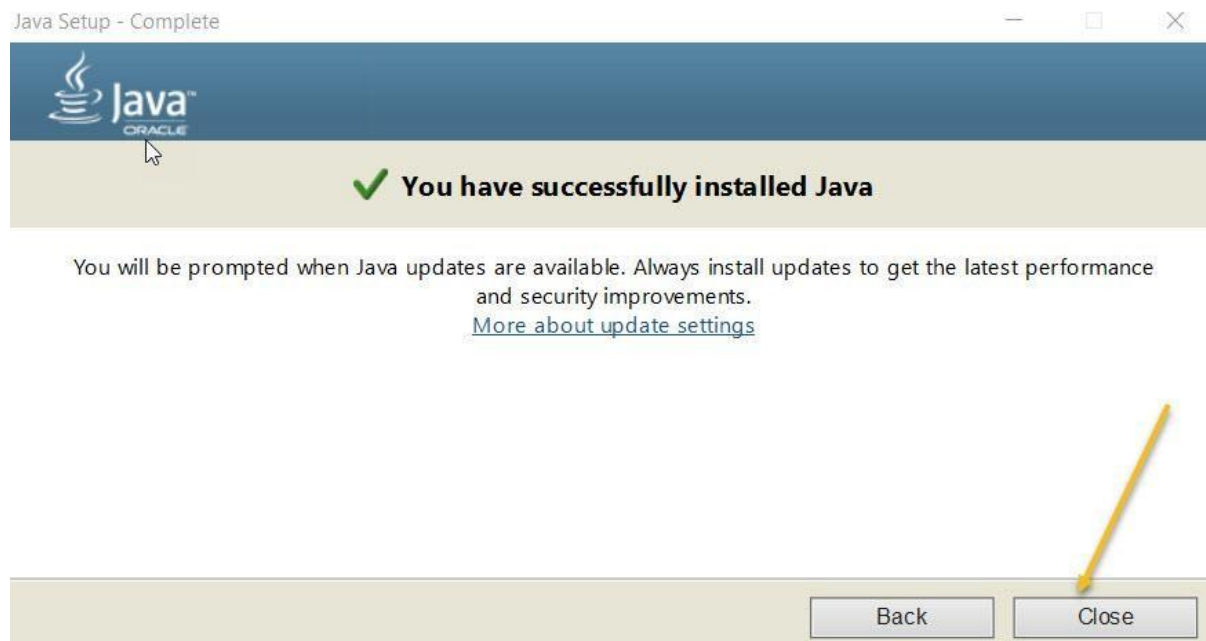 Java Setup - Complete
Java™
ORACLE
You have successfully installed Java
You will be prompted when Java updates are available. Always install updates to get the latest performance
and security improvements.
More about update settings
Back
Close